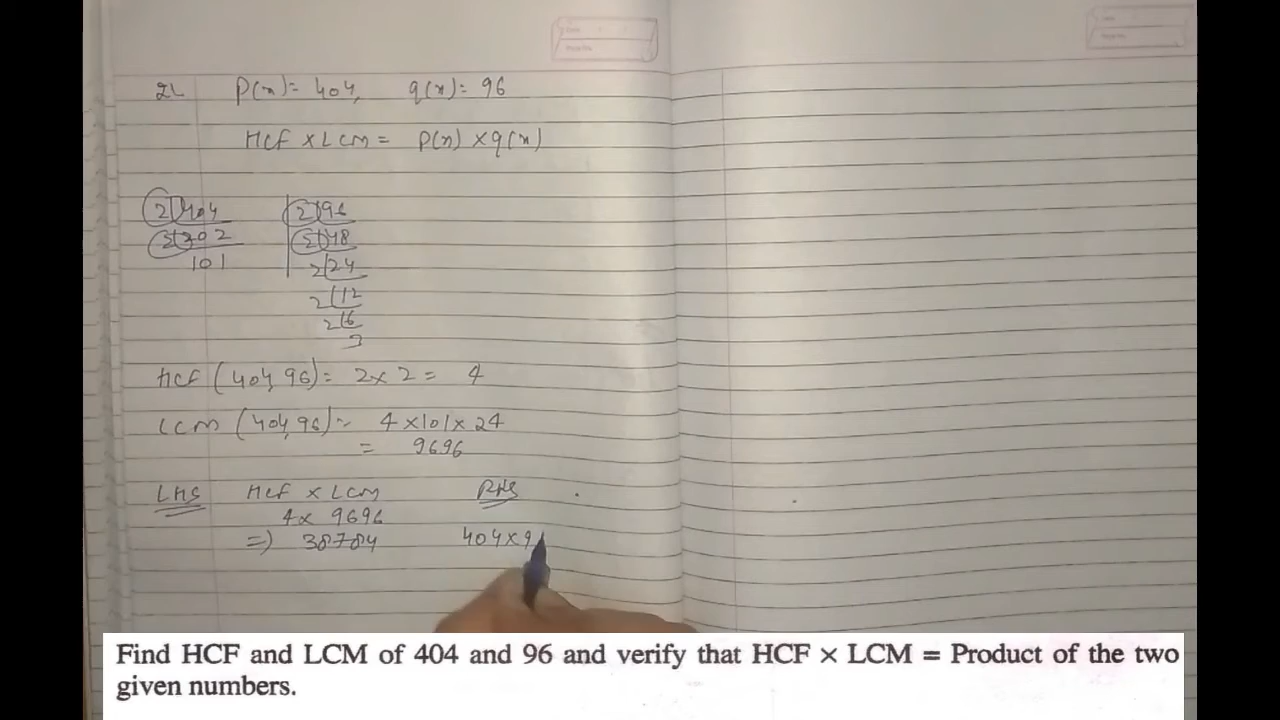 24 P(x) = 404, q(x) = 96
HCF × LCM = P(x) × q(x)
2 404 2 96
2 202 2 48
101 2 24
2 12
2 6
3
HCF (404, 96) = 2 × 2 = 4
LCM (404, 96) = 4 × 101 × 24
= 9696
LHS HCF × LCM RHS
4 × 9696
=) 38784 404 × 9
Find HCF and LCM of 404 and 96 and verify that HCF × LCM = Product of the two
given numbers.